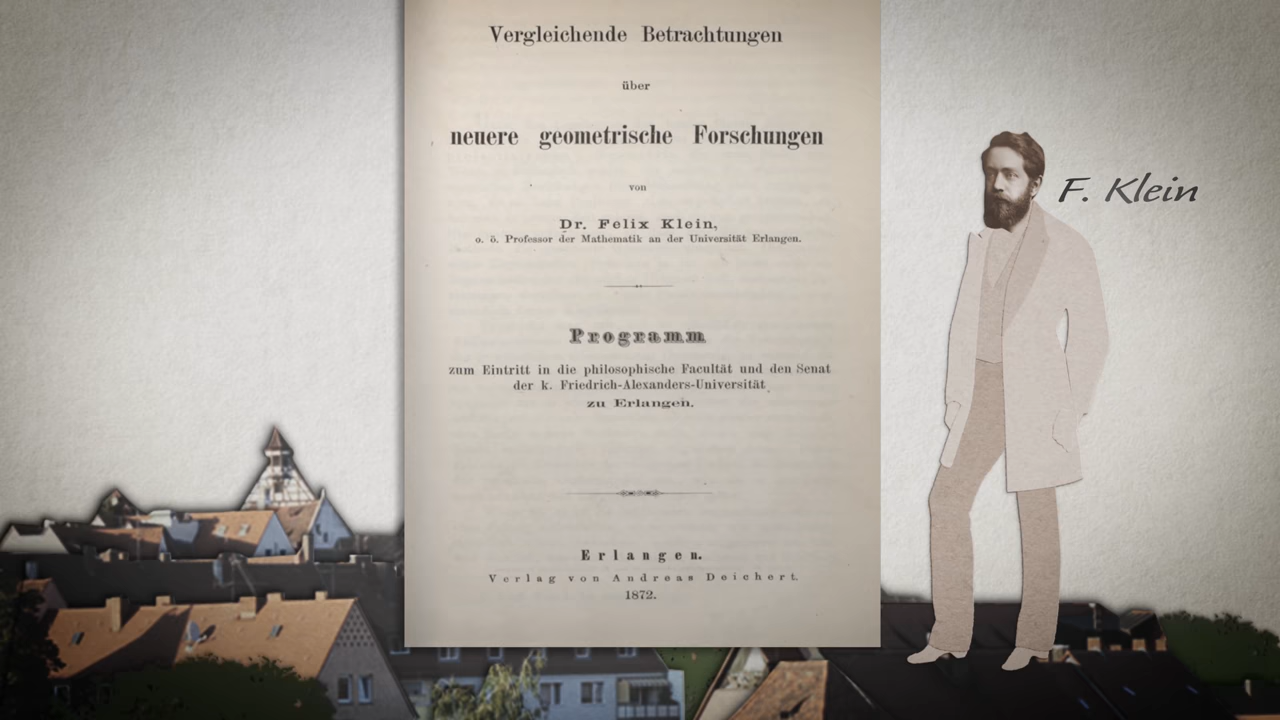 Vergleichende Betrachtungen
über
neuere geometrische Forschungen
von
Dr. Felix Klein,
o. ö. Professor der Mathematik an der Universität Erlangen.
Programm
zum Eintritt in die philosophische Facultät und den Senat
der k. Friedrich-Alexanders-Universität
zu Erlangen.
Erlangen.
Verlag von Andreas Deichert.
1872.
F. Klein